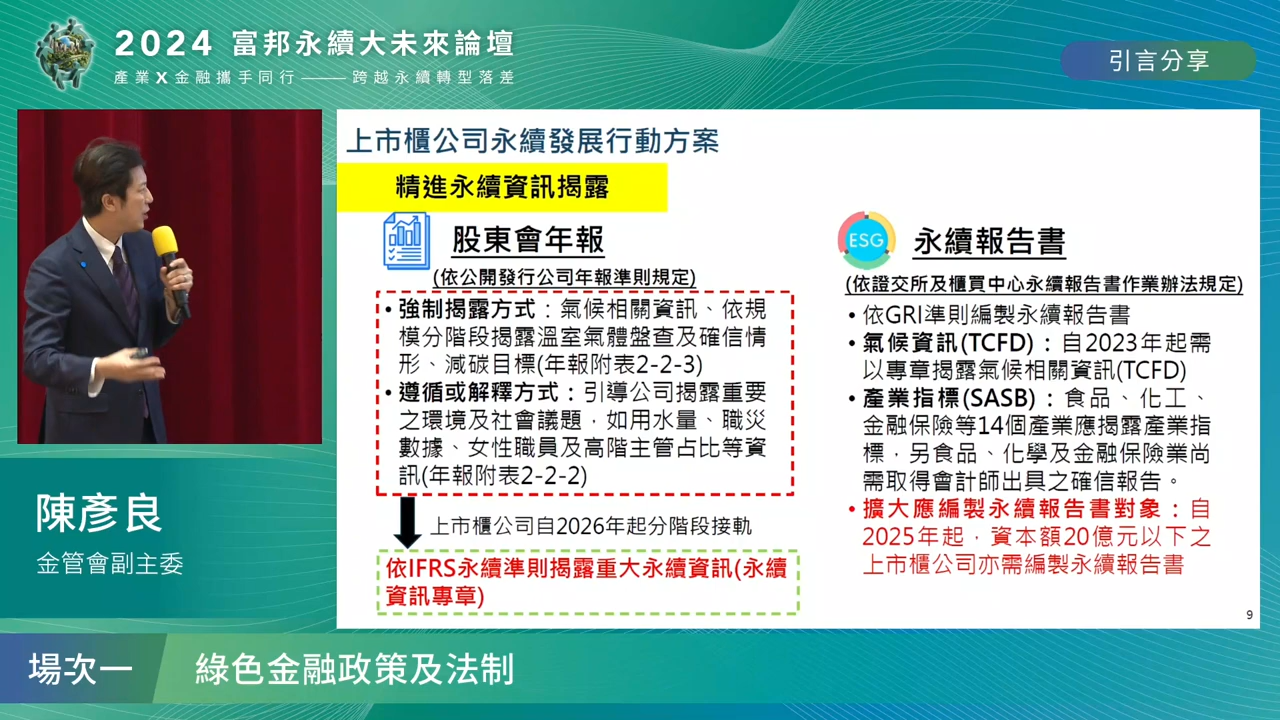 2024 富邦永續大未來論壇
產業X金融攜手同行——跨越永續轉型落差
引言分享
上市櫃公司永續發展行動方案
精進永續資訊揭露
股東會年報
(依公開發行公司年報準則規定)
• 強制揭露方式：氣候相關資訊、依規
模分階段揭露溫室氣體盤查及確信情
形、減碳目標(年報附表2-2-3)
• 遵循或解釋方式：引導公司揭露重要
之環境及社會議題，如用水量、職災
數據、女性職員及高階主管占比等資
訊(年報附表2-2-2)
上市櫃公司自2026年起分階段接軌
依IFRS永續準則揭露重大永續資訊(永續
資訊專章)
ESG
永續報告書
(依證交所及櫃買中心永續報告書作業辦法規定)
• 依GRI準則編製永續報告書
• 氣候資訊(TCFD)：自2023年起需
以專章揭露氣候相關資訊(TCFD)
• 產業指標(SASB)：食品、化工、
金融保險等14個產業應揭露產業指
標，另食品、化學及金融保險業尚
需取得會計師出具之確信報告。
• 擴大應編製永續報告書對象：自
2025年起，資本額20億元以下之
上市櫃公司亦需編製永續報告書
9
陳彥良
金管會副主委
場次一
綠色金融政策及法制